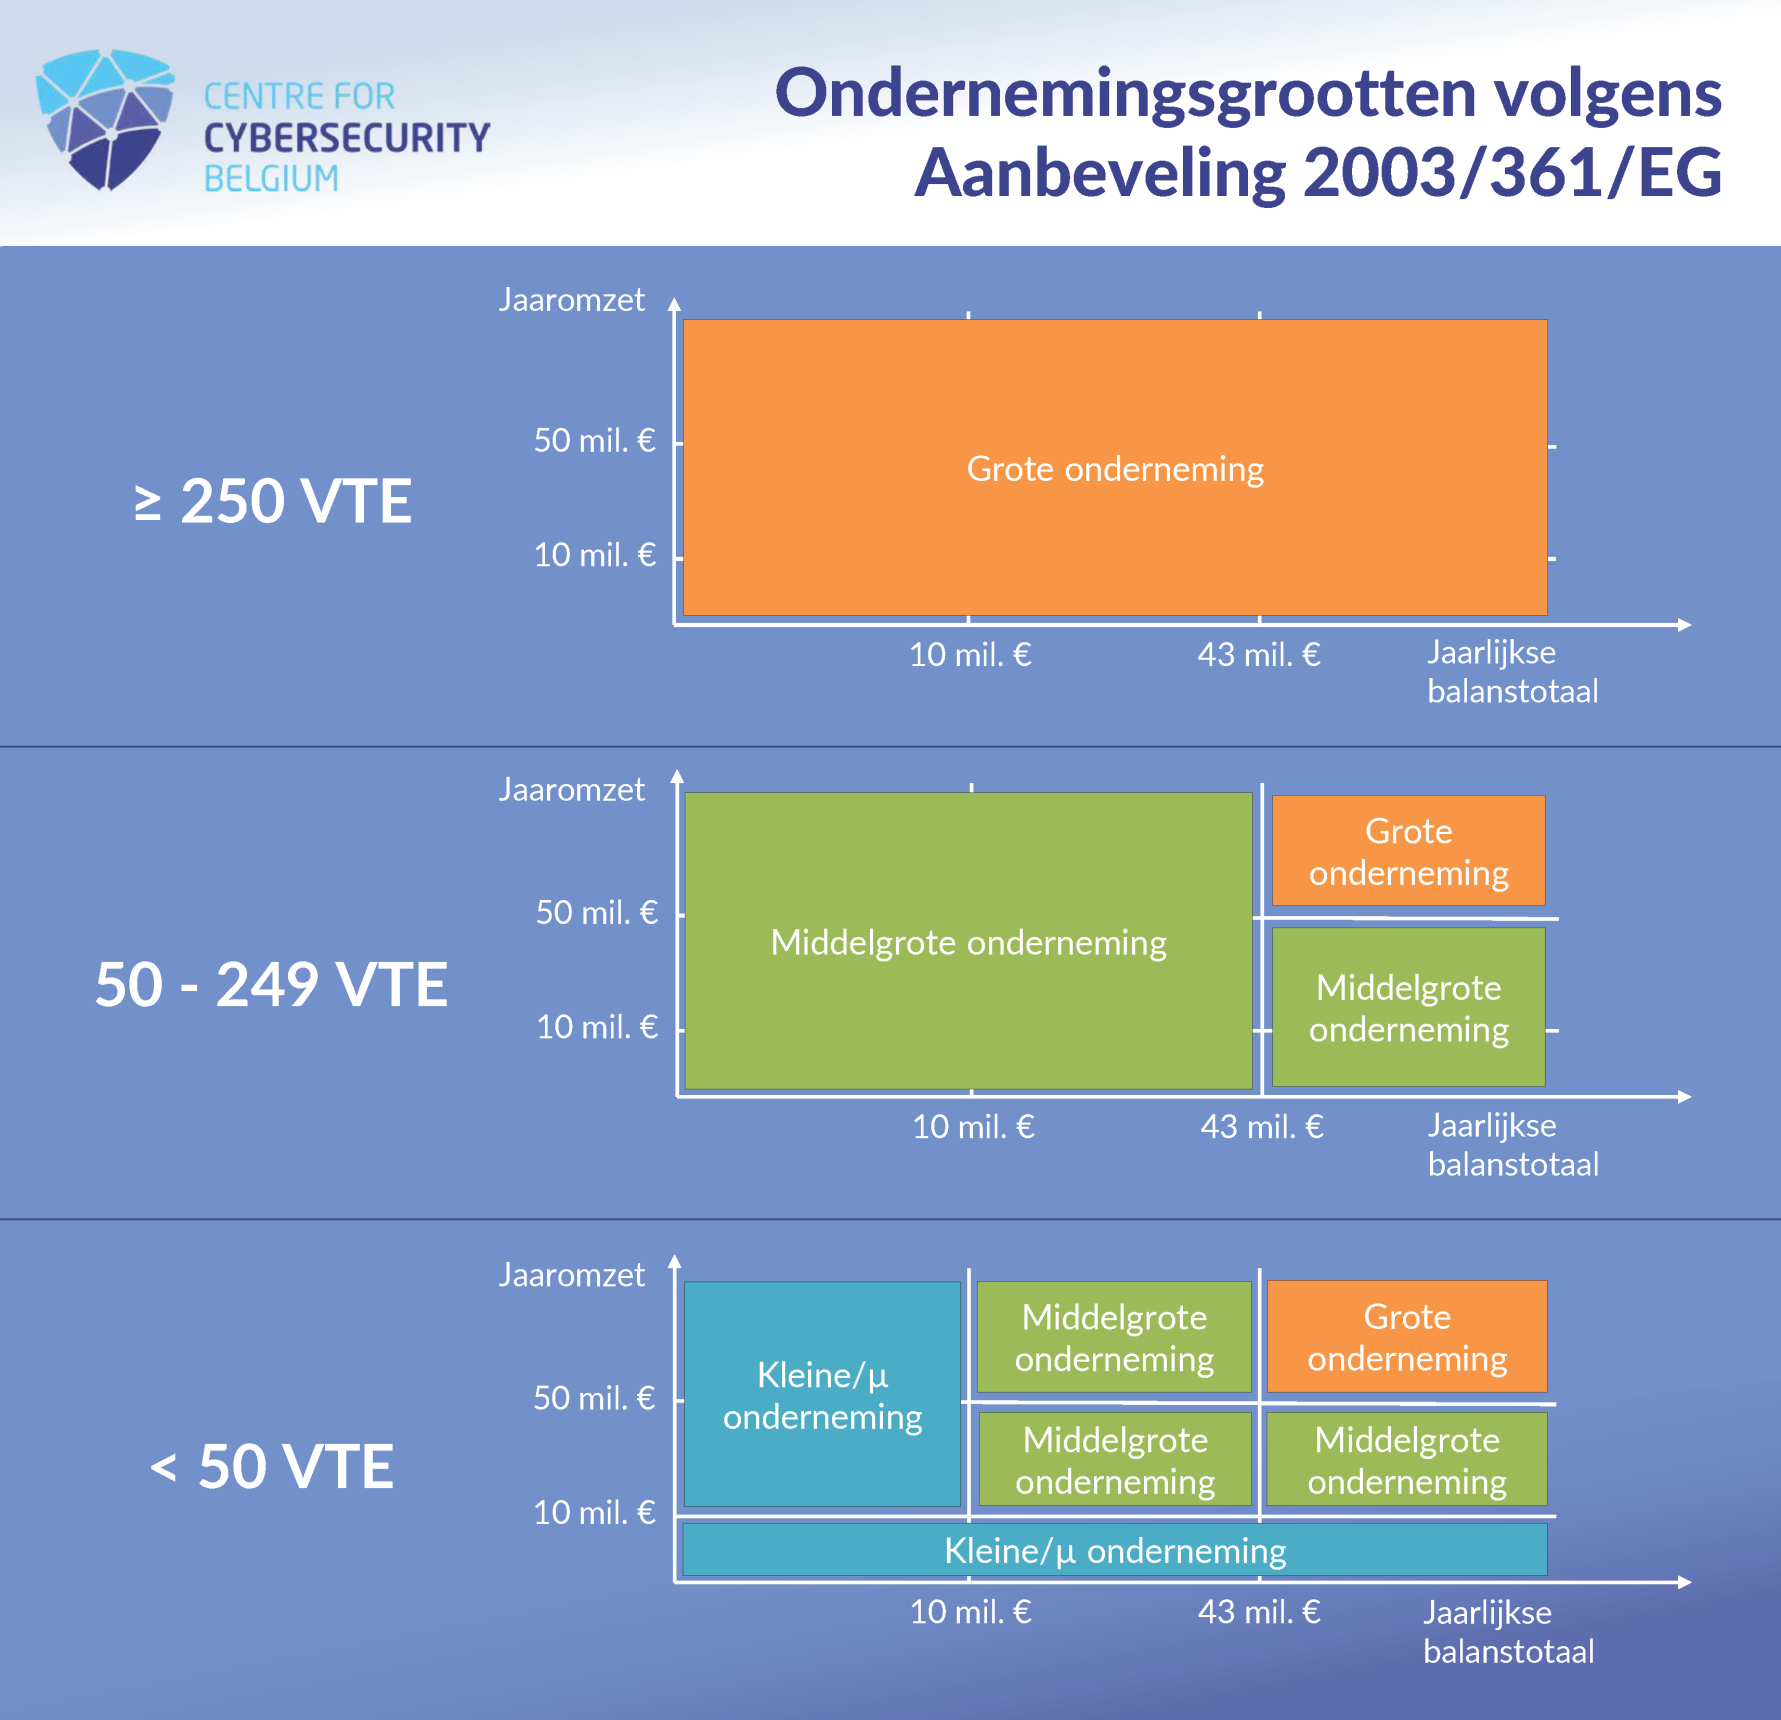 CENTRE FOR
CYBERSECURITY
BELGIUM
Ondernemingsgrootten volgens
Aanbeveling 2003/361/EG
≥ 250 VTE
Jaaromzet
50 mil. €
10 mil. €
Grote onderneming
10 mil. €
43 mil. €
Jaarlijkse
balanstotaal
50 - 249 VTE
Jaaromzet
50 mil. €
10 mil. €
Middelgrote onderneming
Grote
onderneming
Middelgrote
onderneming
10 mil. €
43 mil. €
Jaarlijkse
balanstotaal
< 50 VTE
Jaaromzet
50 mil. €
10 mil. €
Kleine/μ
onderneming
Middelgrote
onderneming
Grote
onderneming
Middelgrote
onderneming
Middelgrote
onderneming
Kleine/μ onderneming
10 mil. €
43 mil. €
Jaarlijkse
balanstotaal